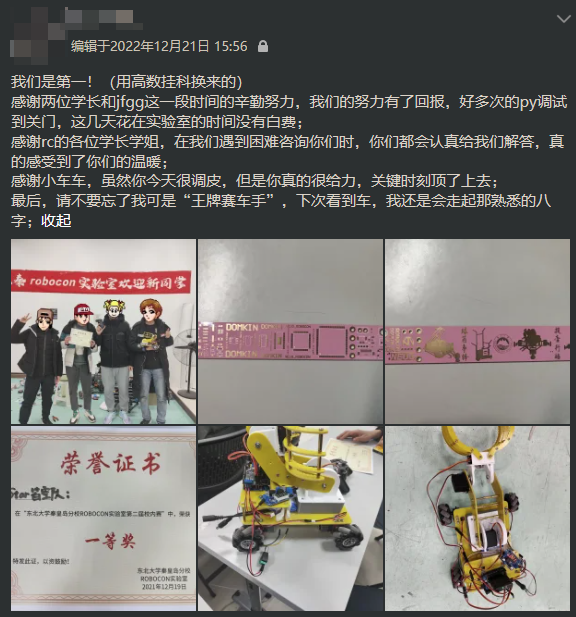 编辑于2022年12月21日 15:56
我们是第一！（用高数挂科换来的）
感谢两位学长和jfgg这一段时间的辛勤努力，我们的努力有了回报，好多次的py调试
到关门，这几天花在实验室的时间没有白费；
感谢rc的各位学长学姐，在我们遇到困难咨询你们时，你们都会认真给我们解答，真
的感受到了你们的温暖；
感谢小车车，虽然你今天很调皮，但是你真的很给力，关键时刻顶了上去；
最后，请不要忘了我可是“王牌赛车手”，下次看到车，我还是会走起那熟悉的八
字；收起
robocon 实验室欢迎新同学
DOMKIN DOMKIN
荣誉证书
队：
在“东北大学秦皇岛分校ROBOCON实验室第二届校内赛”中，荣获
一等奖
特发此证，以资鼓励！
东北大学秦皇岛分校
ROBOCON实验室
2021年12月19日